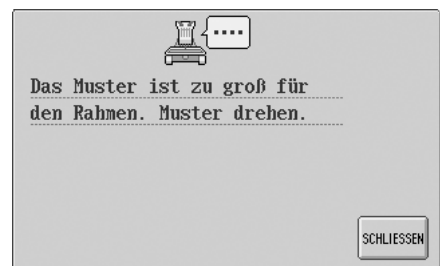 ....
Das Muster ist zu groß für
den Rahmen. Muster drehen.
SCHLIESSEN